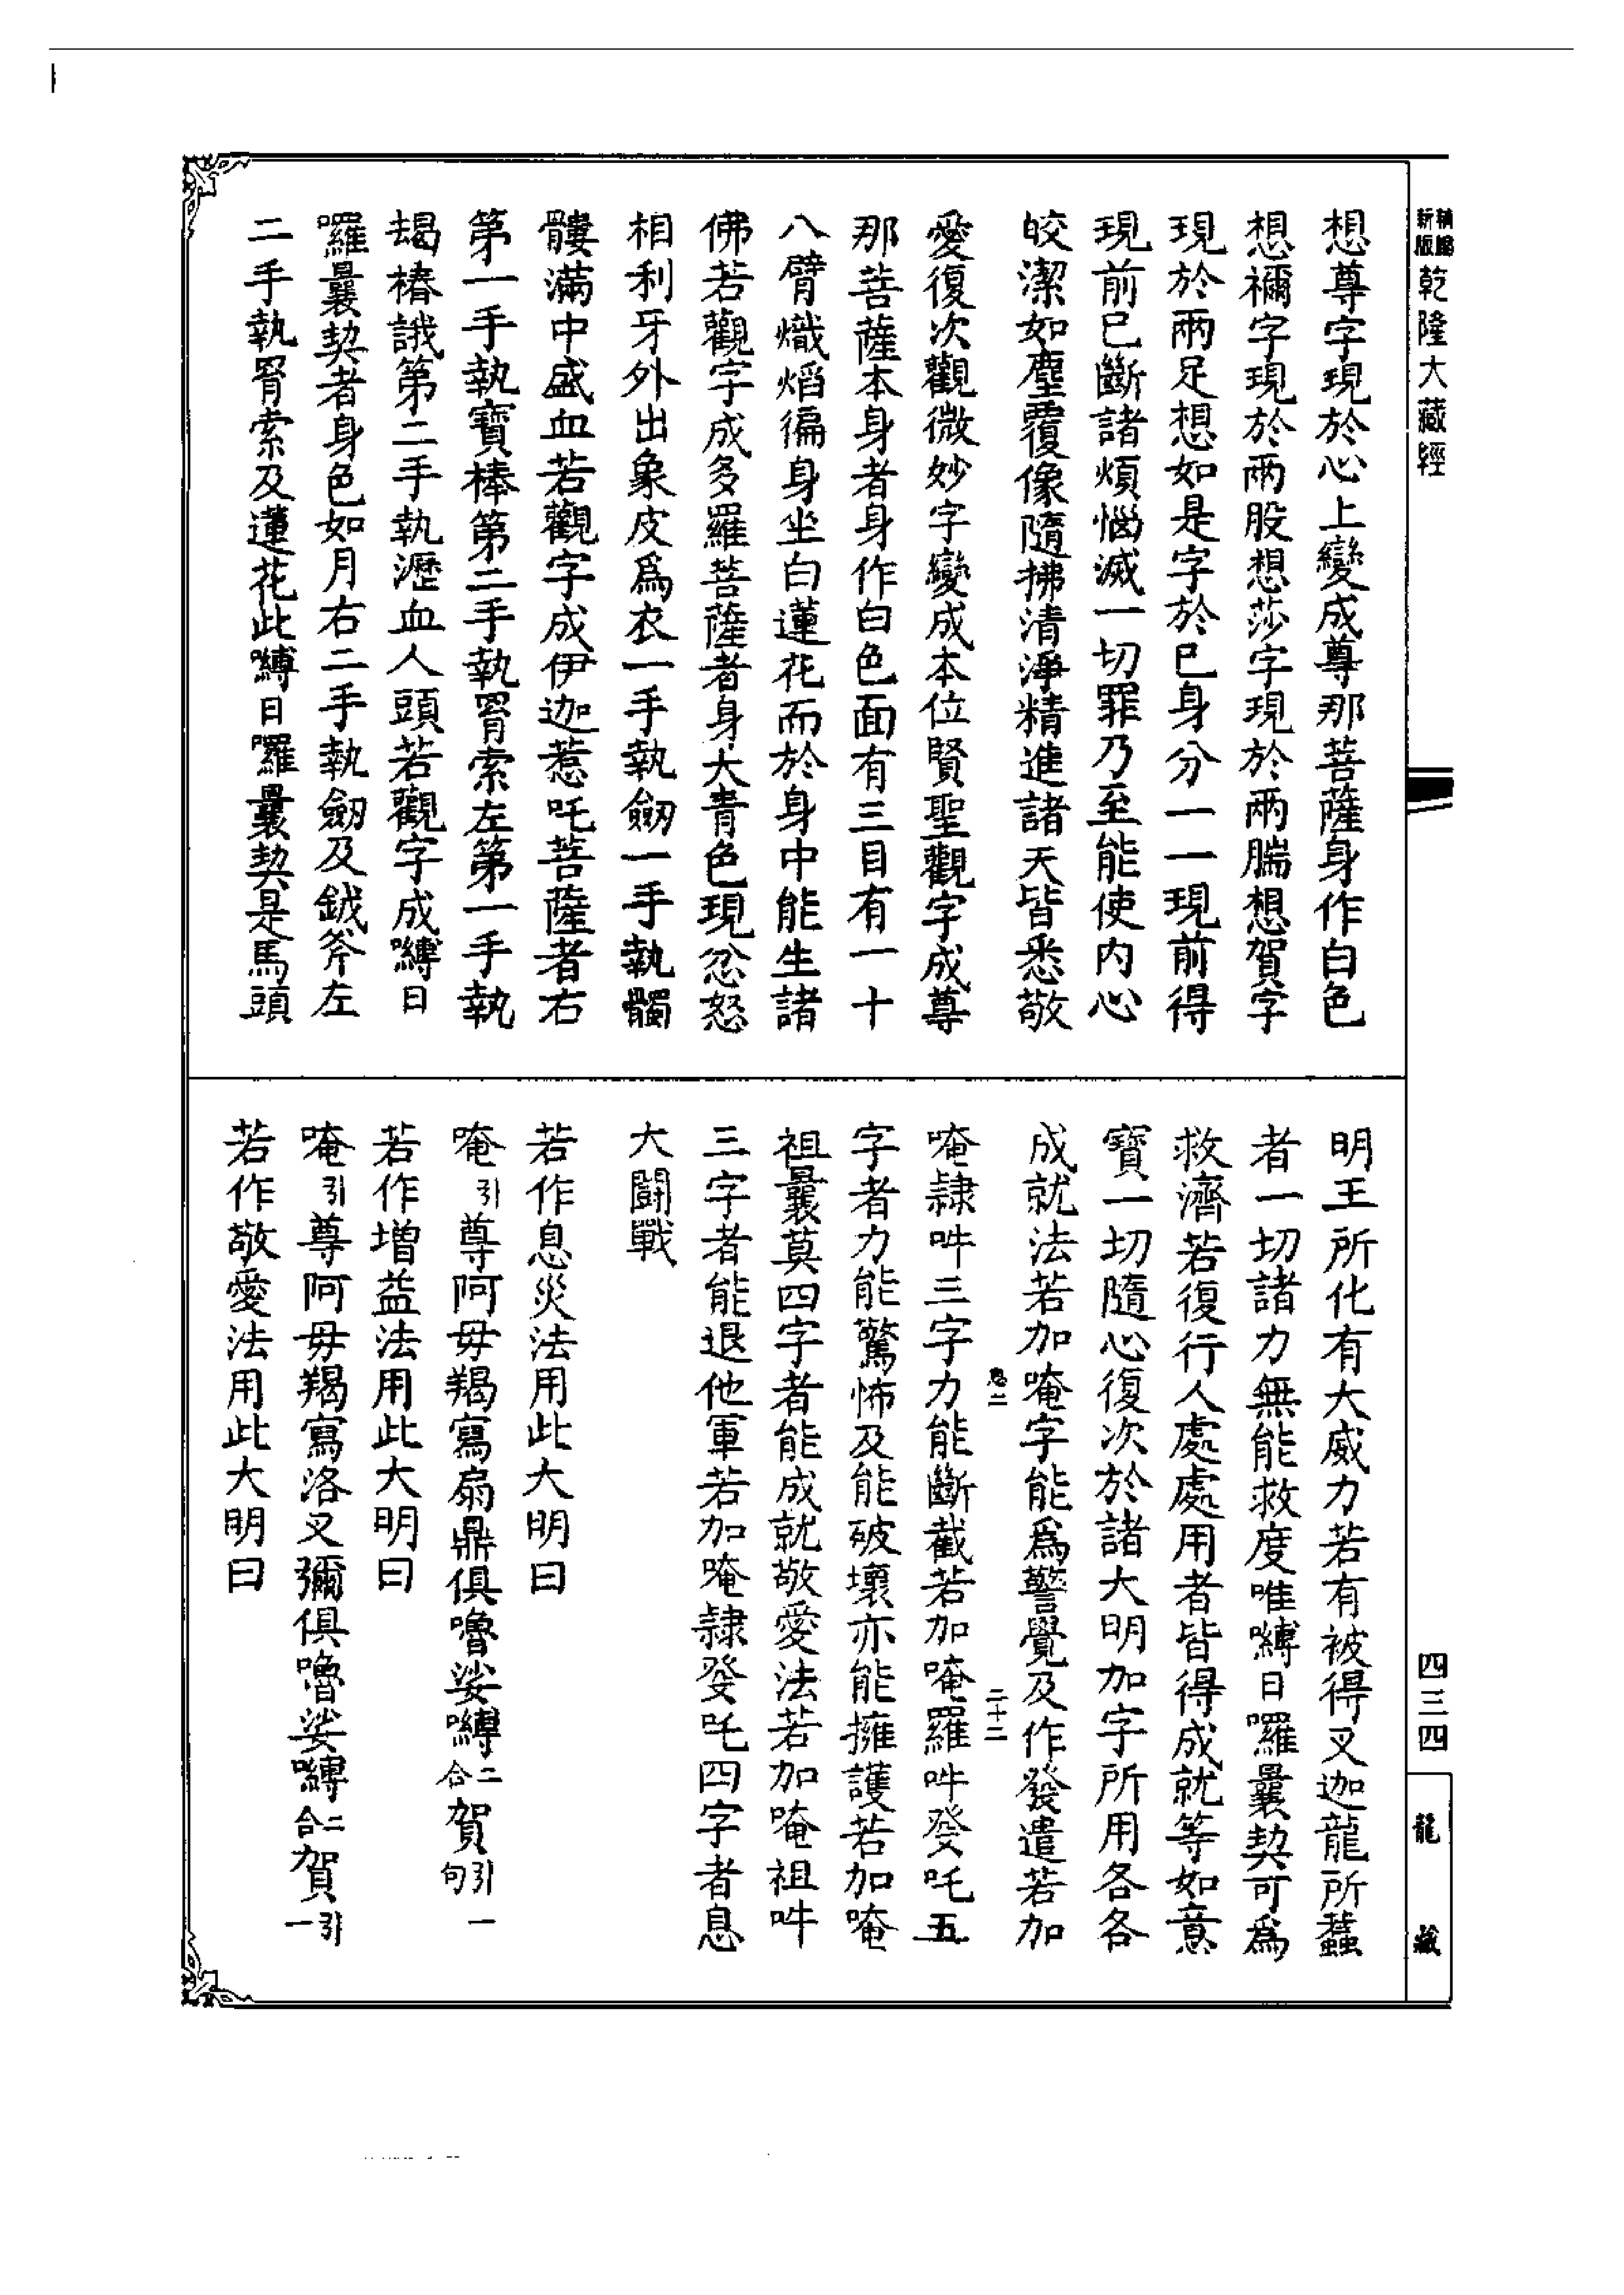 新版
乾隆大藏經
四三四
龍藏
想尊字現於心上變成尊那菩薩身作白色
想禰字現於兩股想莎字現於兩腨想賀字
現於兩足想如是字於巳身分一一現前得
現前巳斷諸煩惱滅一切罪乃至能使内心
皎潔如塵覆像隨拂清淨精進諸天皆悉敬
愛復次觀微妙字變成本位賢聖觀字成尊
那菩薩本身者身作白色面有三目有一十
八臂熾焰徧身坐白蓮花而於身中能生諸
佛若觀字成多羅菩薩者身大青色現忿怒
相利牙外出象皮爲衣一手執劒一手執髑
髏滿中盛血若觀字成伊迦惹吒菩薩者右
第一手執寶棒第二手執罥索左第一手執
朅椿誐第二手執瀝血人頭若觀字成嚩日
囉曩契者身色如月右二手執劒及鉞斧左
二手執罥索及蓮花此嚩日囉曩契是馬頭
明王所化有大威力若有被得叉迦龍所蠚
者一切諸力無能救度唯嚩日囉曩契可爲
救濟若復行人處處用者皆得成就等如意
寶一切隨心復次於諸大明加字所用各各
成就法若加唵字能爲警覺及作發遣若加
二十二
唵隷吽三字力能斷截若加唵羅吽癹吒五
字者力能驚怖及能破壞亦能擁護若加唵
祖曩莫四字者能成就敬愛法若加唵祖吽
三字者能退他軍若加唵隷癹吒四字者息
大鬪戰
若作息災法用此大明曰
唵引尊阿毋羯寫扇鼎俱嚕娑嚩二合賀引一句
若作增益法用此大明曰
唵引尊阿毋羯寫洛叉彌俱嚕娑嚩二合賀引一
若作敬愛法用此大明曰